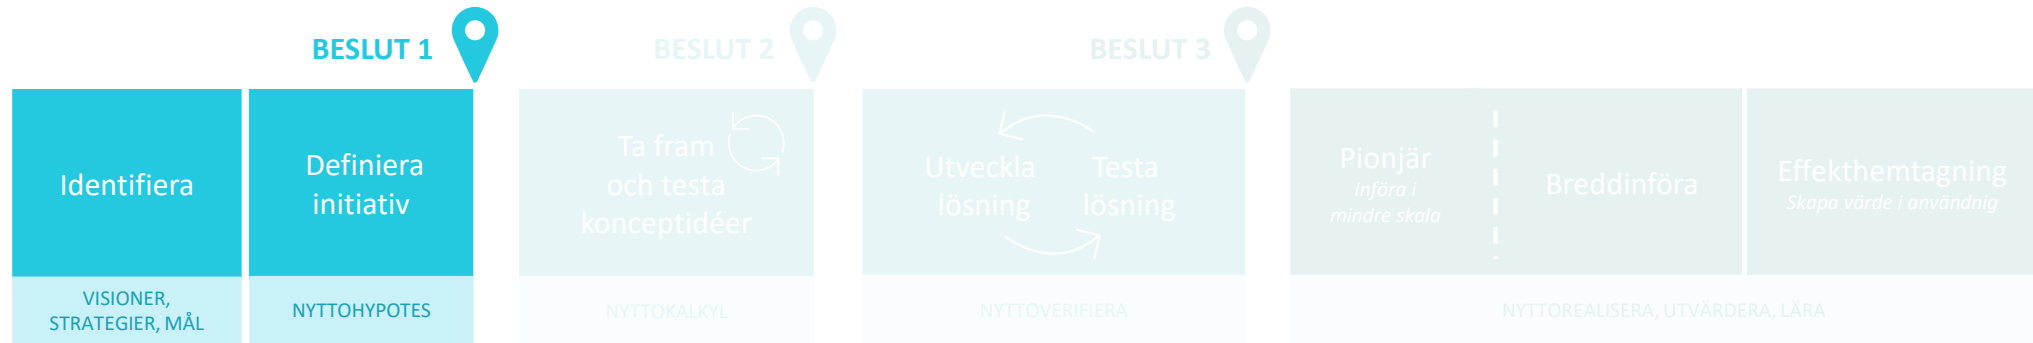 BESLUT 1
BESLUT 2
BESLUT 3
Identifiera
Definiera
initiativ
Ta fram
och testa
konceptidéer
Utveckla
lösning
Testa
lösning
Pionjär
Införa i
mindre skala
Breddinföra
Effekthemtagning
Skapa värde i användnig
VISIONER,
STRATEGIER, MÅL
NYTTOHYPOTES
NYTTOKALKYL
NYTTOVERIFIERA
NYTTOREALISERA, UTVÄRDERA, LÄRA